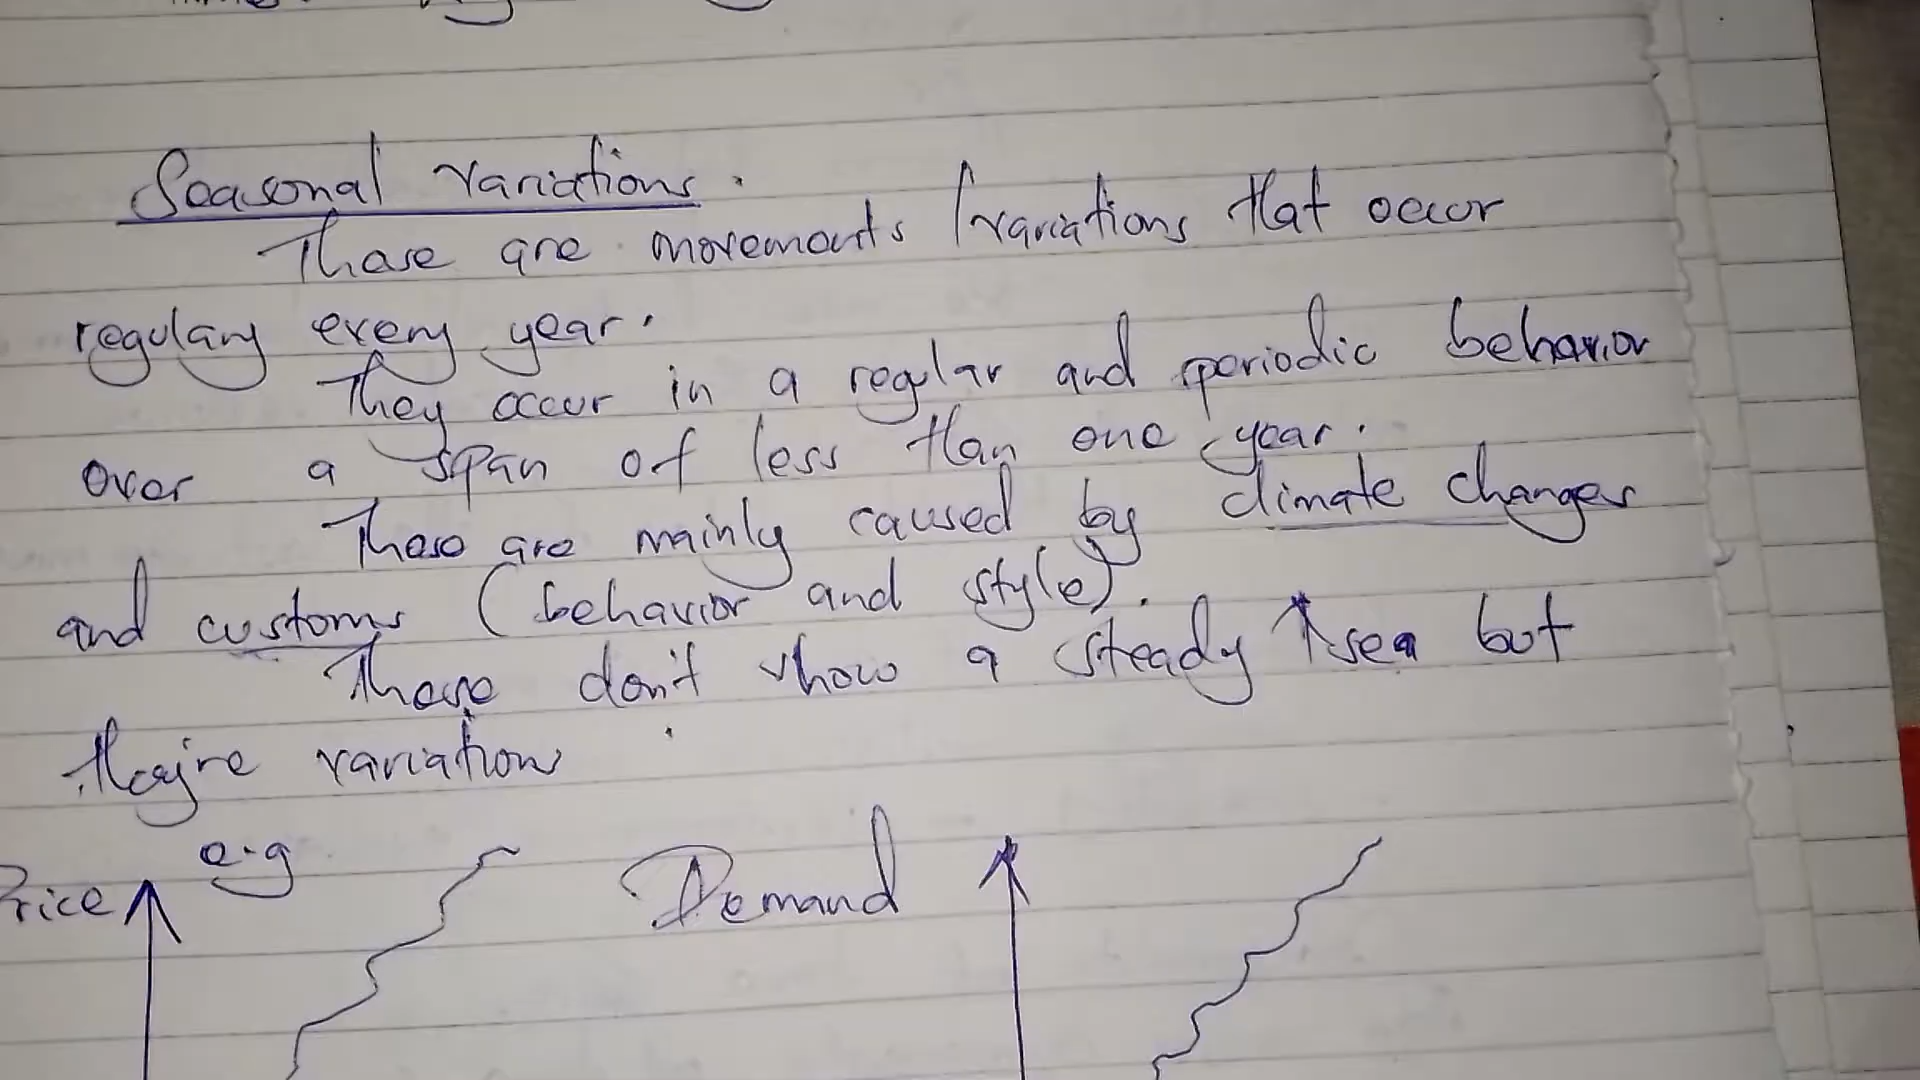 Seasonal variations.
These are movements / variations that occur
regulary every year.
They occur in a regular and periodic behavior
over a span of less than one year.
These are mainly caused by climate changes
and customs (behavior and style).
These don't show a steady ↑ but
they're variations
e.g
Price Demand